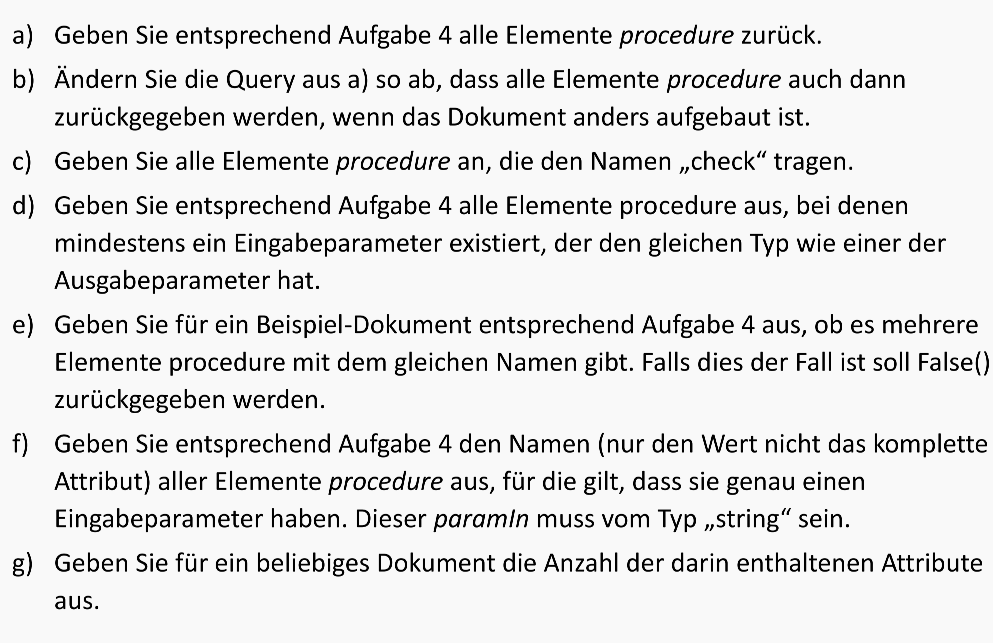 a) Geben Sie entsprechend Aufgabe 4 alle Elemente procedure zurück.
b) Ändern Sie die Query aus a) so ab, dass alle Elemente procedure auch dann
zurückgegeben werden, wenn das Dokument anders aufgebaut ist.
c) Geben Sie alle Elemente procedure an, die den Namen „check“ tragen.
d) Geben Sie entsprechend Aufgabe 4 alle Elemente procedure aus, bei denen
mindestens ein Eingabeparameter existiert, der den gleichen Typ wie einer der
Ausgabeparameter hat.
e) Geben Sie für ein Beispiel-Dokument entsprechend Aufgabe 4 aus, ob es mehrere
Elemente procedure mit dem gleichen Namen gibt. Falls dies der Fall ist soll False()
zurückgegeben werden.
f) Geben Sie entsprechend Aufgabe 4 den Namen (nur den Wert nicht das komplette
Attribut) aller Elemente procedure aus, für die gilt, dass sie genau einen
Eingabeparameter haben. Dieser paramIn muss vom Typ „string“ sein.
g) Geben Sie für ein beliebiges Dokument die Anzahl der darin enthaltenen Attribute
aus.